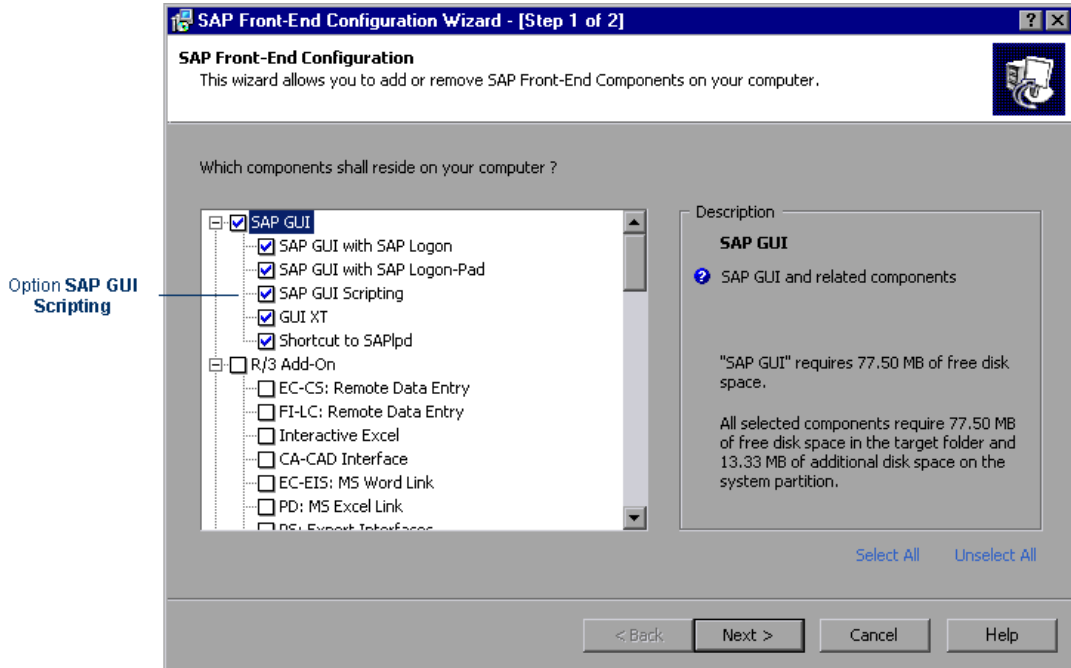 SAP Front-End Configuration Wizard - [Step 1 of 2]
SAP Front-End Configuration
This wizard allows you to add or remove SAP Front-End Components on your computer.
Which components shall reside on your computer ?
SAP GUI
SAP GUI with SAP Logon
SAP GUI with SAP Logon-Pad
SAP GUI Scripting
GUI XT
Shortcut to SAPlpd
R/3 Add-On
EC-CS: Remote Data Entry
FI-LC: Remote Data Entry
Interactive Excel
CA-CAD Interface
EC-EIS: MS Word Link
PD: MS Excel Link
PS: Export Interfaces
Option SAP GUI
Scripting
Description
SAP GUI
SAP GUI and related components
"SAP GUI" requires 77.50 MB of free disk
space.
All selected components require 77.50 MB
of free disk space in the target folder and
13.33 MB of additional disk space on the
system partition.
Select All Unselect All
< Back Next > Cancel Help